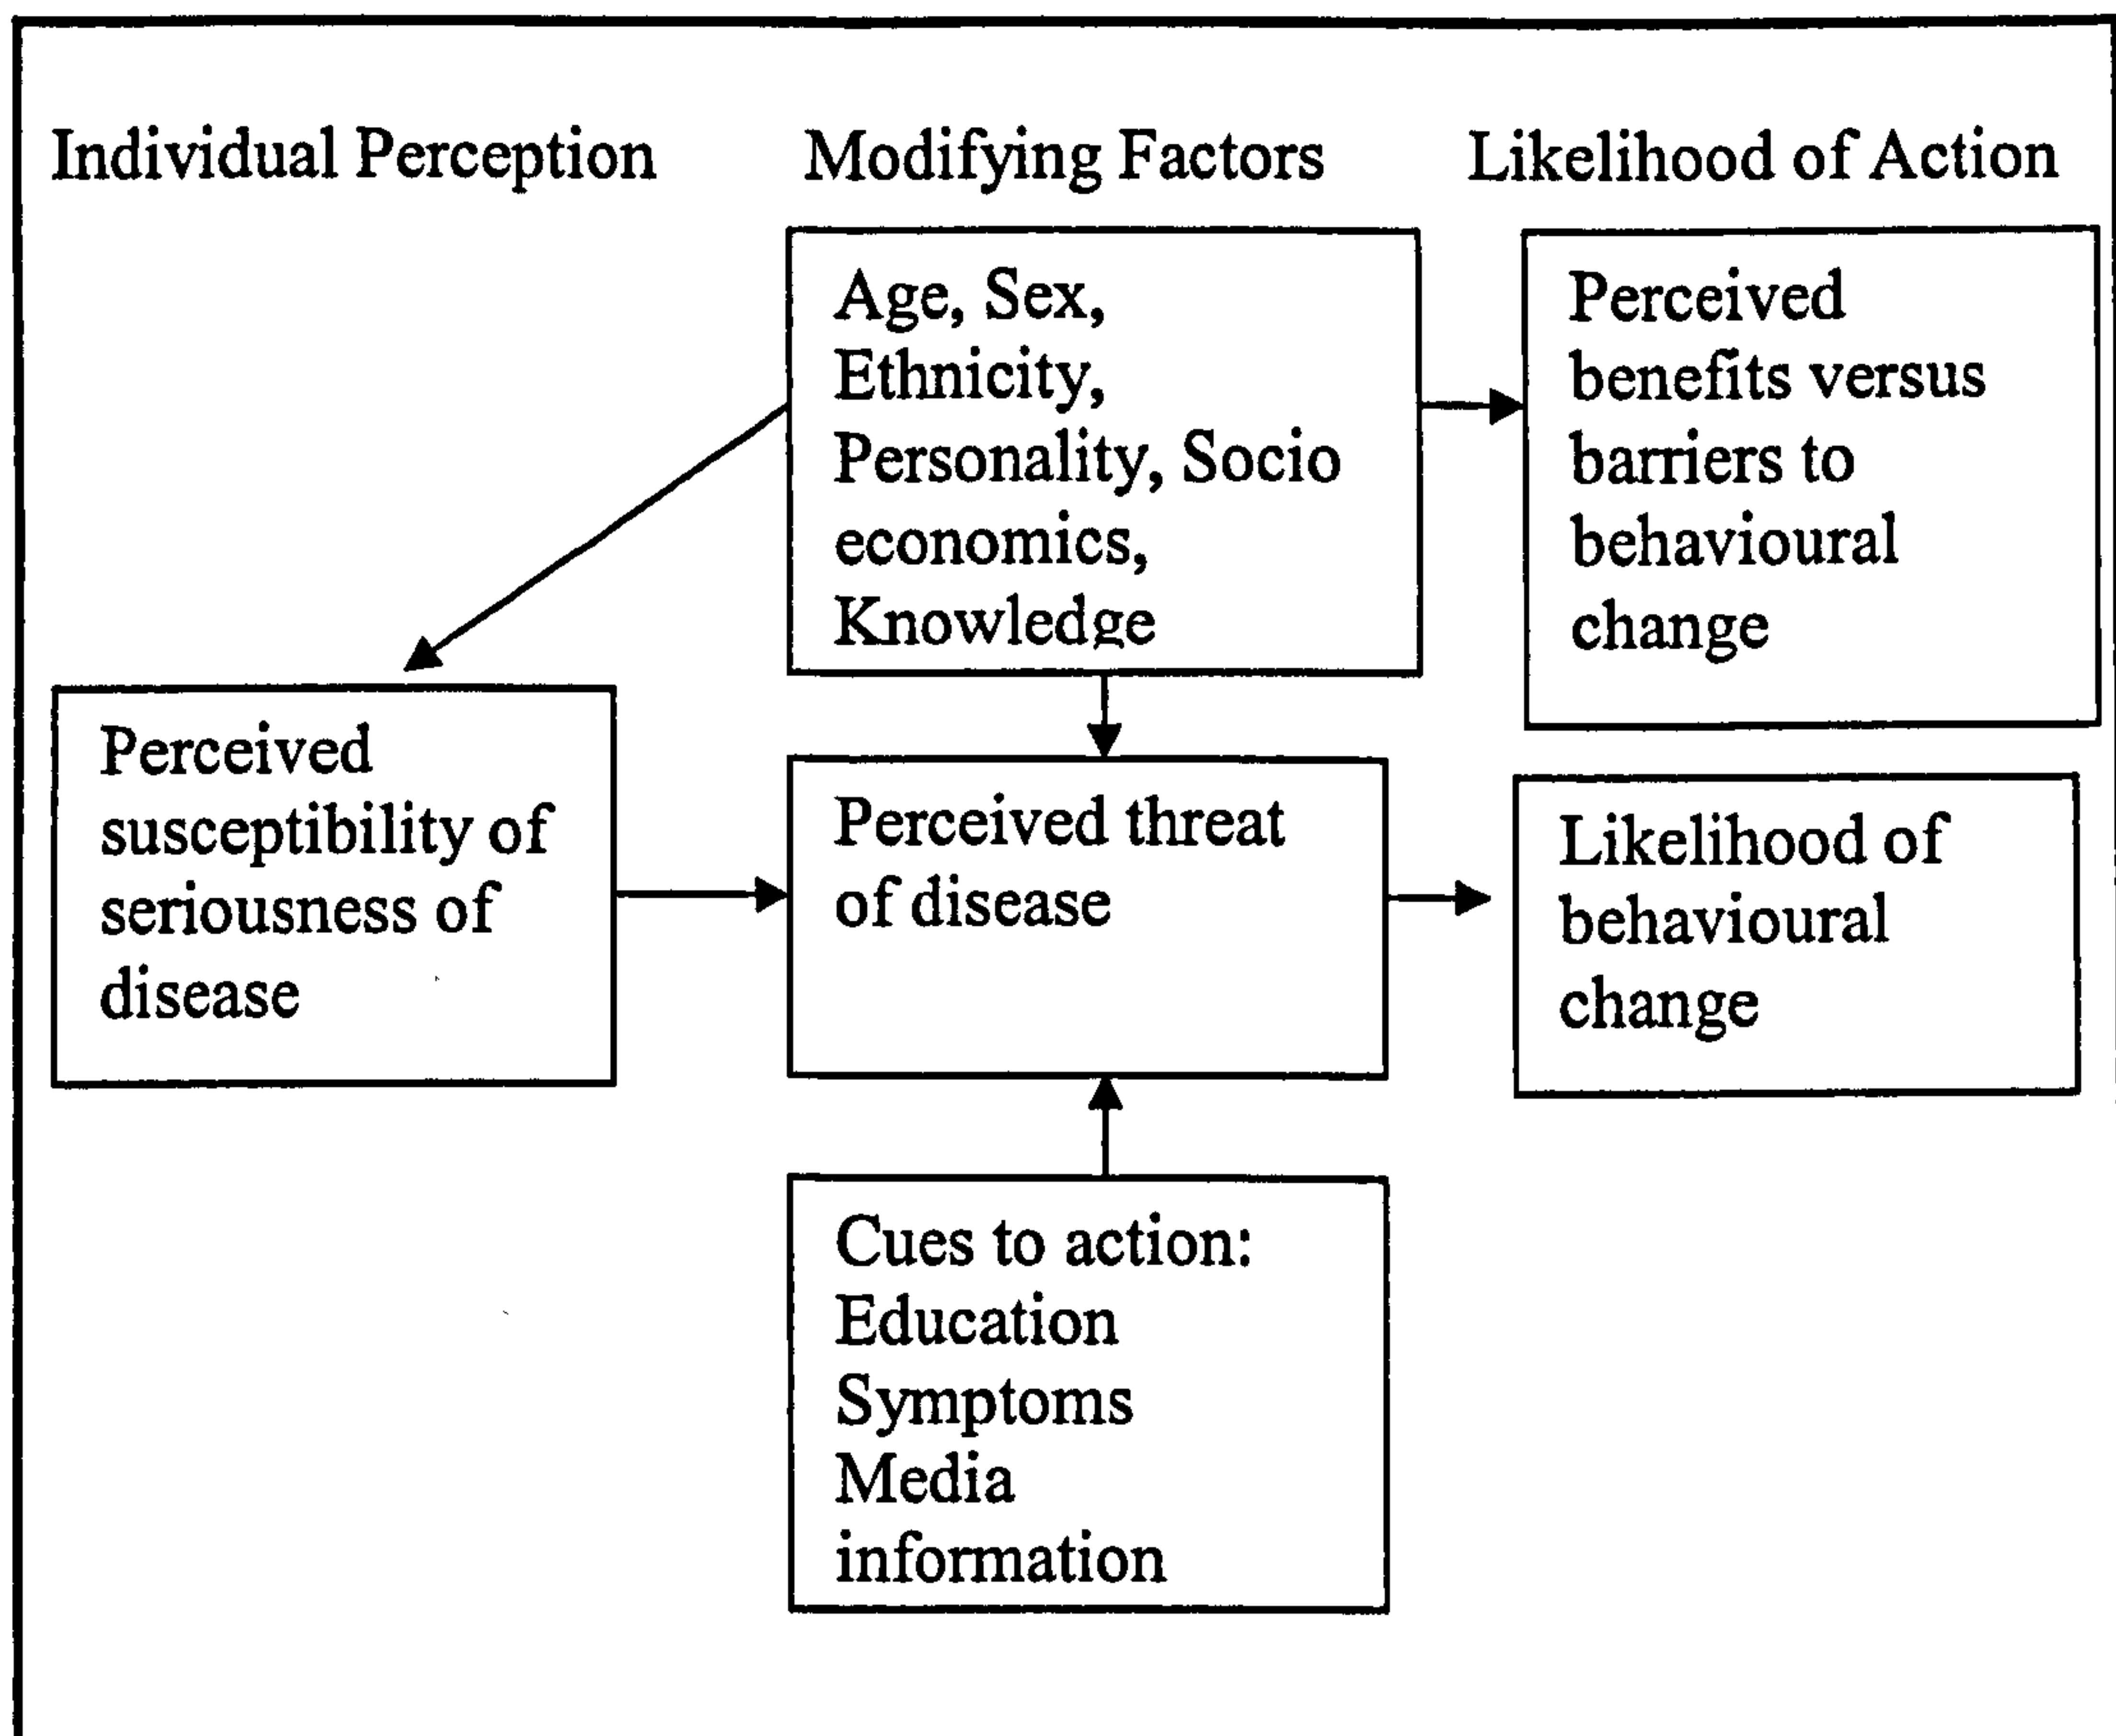 Individual Perception
Modifying Factors
Likelihood of Action
Age, Sex,
Ethnicity,
Personality, Socio
economics,
Knowledge
Perceived
benefits versus
barriers to
behavioural
change
Perceived
susceptibility of
seriousness of
disease
Perceived threat
of disease
Likelihood of
behavioural
change
Cues to action:
Education
Symptoms
Media
information